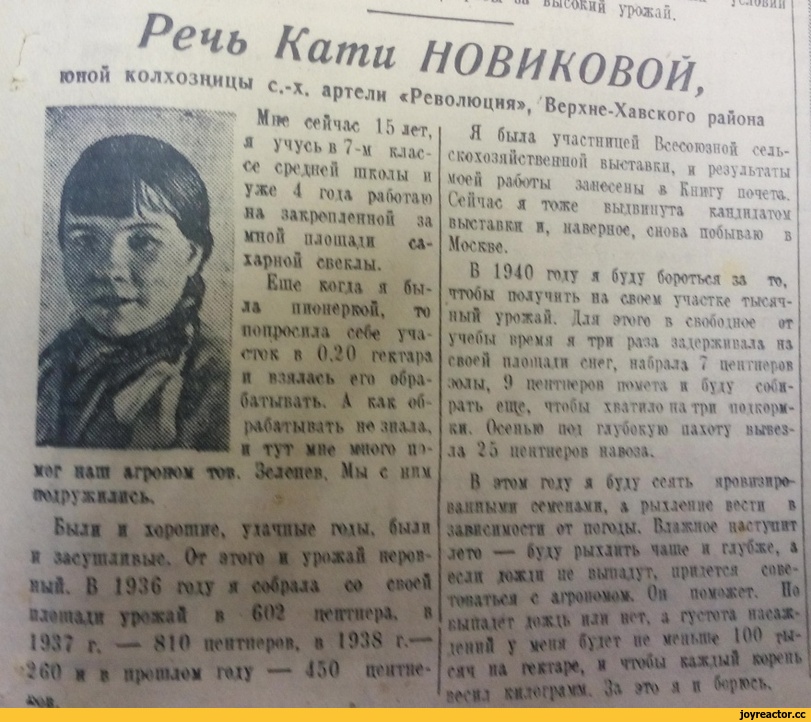 высокий урожай.
Речь Кати НОВИКОВОЙ,
юной колхозницы с.-х. артели «Революция», Верхне-Хавского района
Мне сейчас 15 лет,
я учусь в 7-м клас-
се средней школы и
уже 4 года работаю
на закрепленной за
мной площади са-
харной свеклы.
Еще когда я бы-
ла пионеркой, то
попросила себе уча-
сток в 0.20 гектара
и взялась его обра-
батывать. А как об-
рабатывать не знала,
и тут мне много по-
мог наш агроном тов. Зеленев. Мы с ним
подружились.
Были и хорошие, удачные годы, были
и засушливые. От этого и урожай неров-
ный. В 1936 году я собрала со своей
площади урожай в 602 центнера, в
1937 г. — 810 центнеров, в 1938 г.—
260 и в прошлом году — 450 центне-
ров.
Я была участницей Всесоюзной сель-
скохозяйственной выставки, и результаты
моей работы занесены в Книгу почета.
Сейчас я тоже выдвинута кандидатом
выставки и, наверное, снова побываю в
Москве.
В 1940 году я буду бороться за то,
чтобы получить на своем участке тысяч-
ный урожай. Для этого в свободное от
учебы время я три раза задерживала на
своей площади снег, набрала 7 центнеров
золы, 9 центнеров помета и буду соби-
рать еще, чтобы хватило на три подкорм-
ки. Осенью под глубокую пахоту вывез-
ла 25 центнеров навоза.
В этом году я буду сеять яровизиро-
ванными семенами, а рыхление вести в
зависимости от погоды. Влажное наступит
лето — буду рыхлить чаще и глубже, а
если дожди не выпадут, придется сове-
товаться с агрономом. Он поможет. Но
выпадет дождь или нет, а густота насаж-
дений у меня будет не меньше 100 ты-
сяч на гектаре, и чтобы каждый корень
весил килограмм. За это я и борюсь.
joyreactor.cc